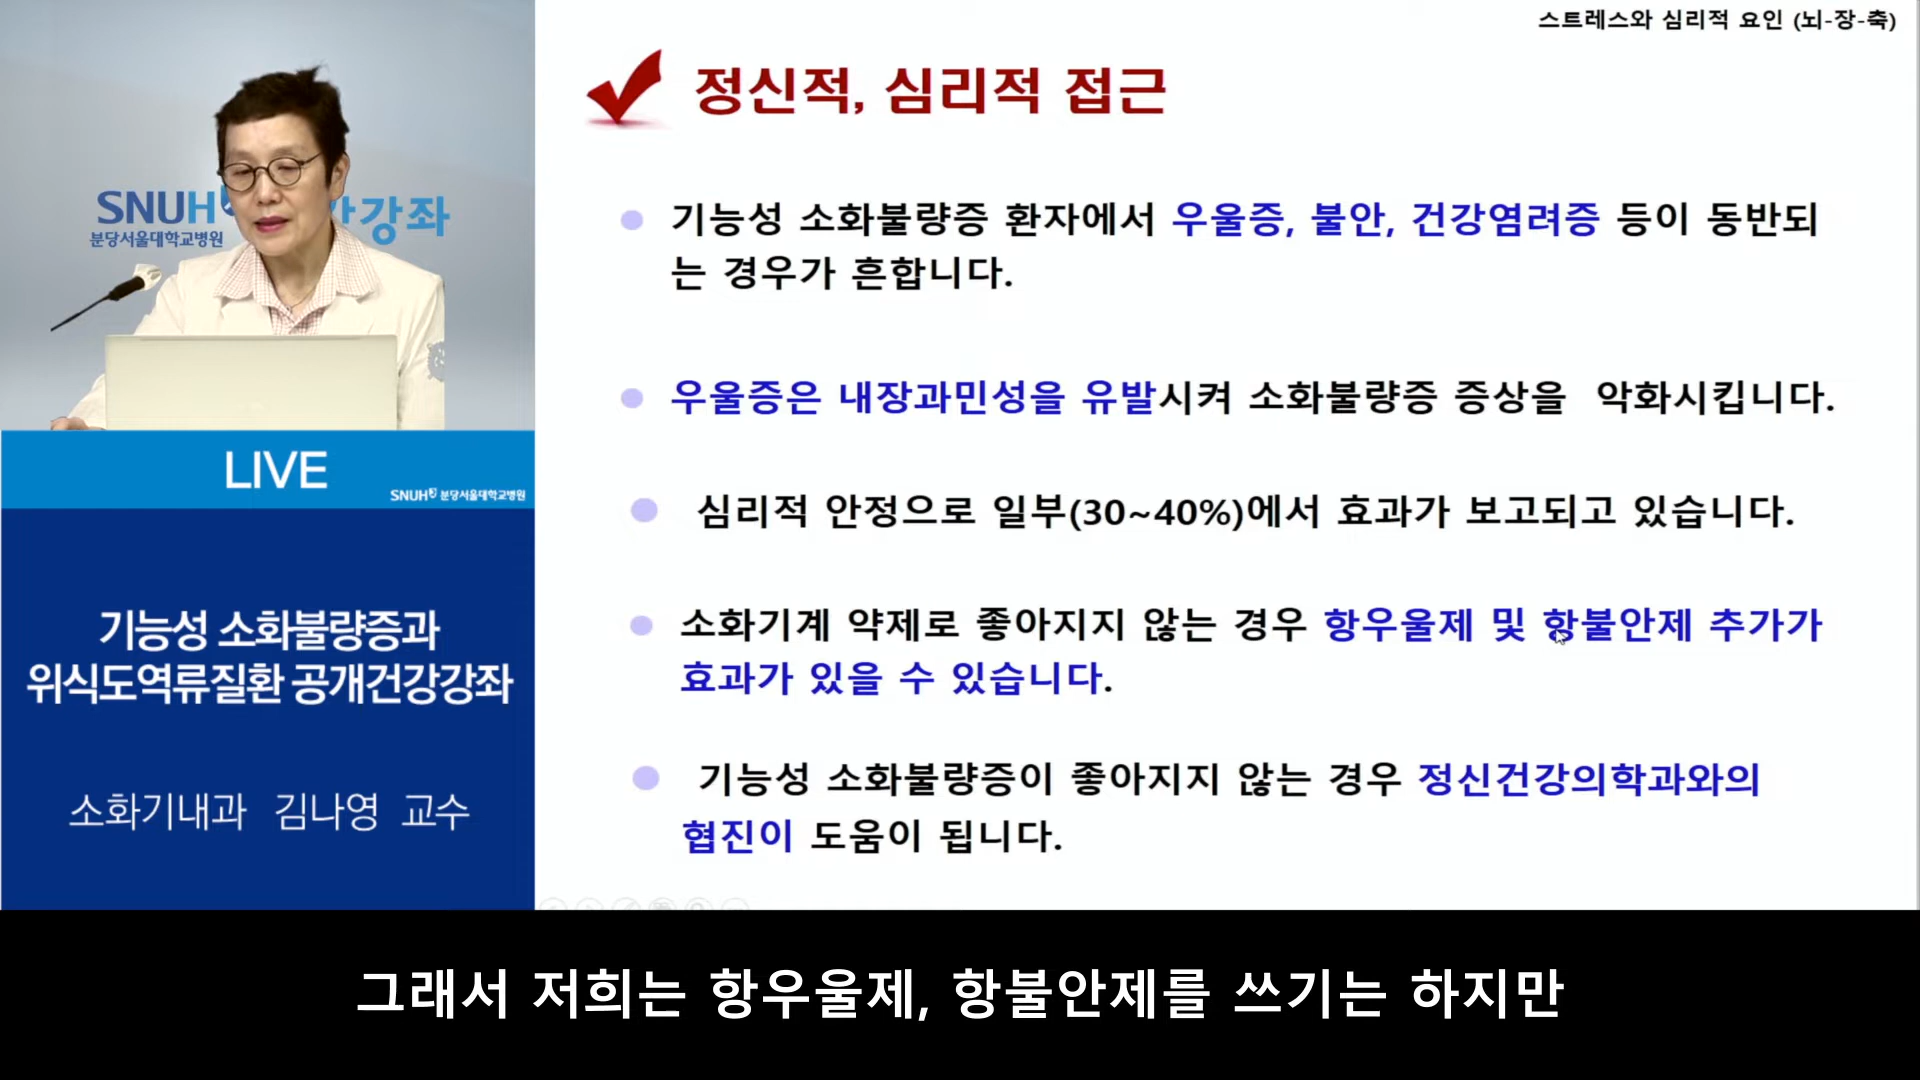 스트레스와 심리적 요인 (뇌-장-축)
정신적, 심리적 접근
SNUH
강좌
분당서울대학교병원
기능성 소화불량증 환자에서 우울증, 불안, 건강염려증 등이 동반되
는 경우가 흔합니다.
우울증은 내장과민성을 유발시켜 소화불량증 증상을 악화시킵니다.
심리적 안정으로 일부(30~40%)에서 효과가 보고되고 있습니다.
소화기계 약제로 좋아지지 않는 경우 항우울제 및 항불안제 추가가
효과가 있을 수 있습니다.
기능성 소화불량증이 좋아지지 않는 경우 정신건강의학과와의
협진이 도움이 됩니다.
LIVE
SNUH 분당서울대학교병원
기능성 소화불량증과
위식도역류질환 공개건강강좌
소화기내과 김나영 교수
그래서 저희는 항우울제, 항불안제를 쓰기는 하지만